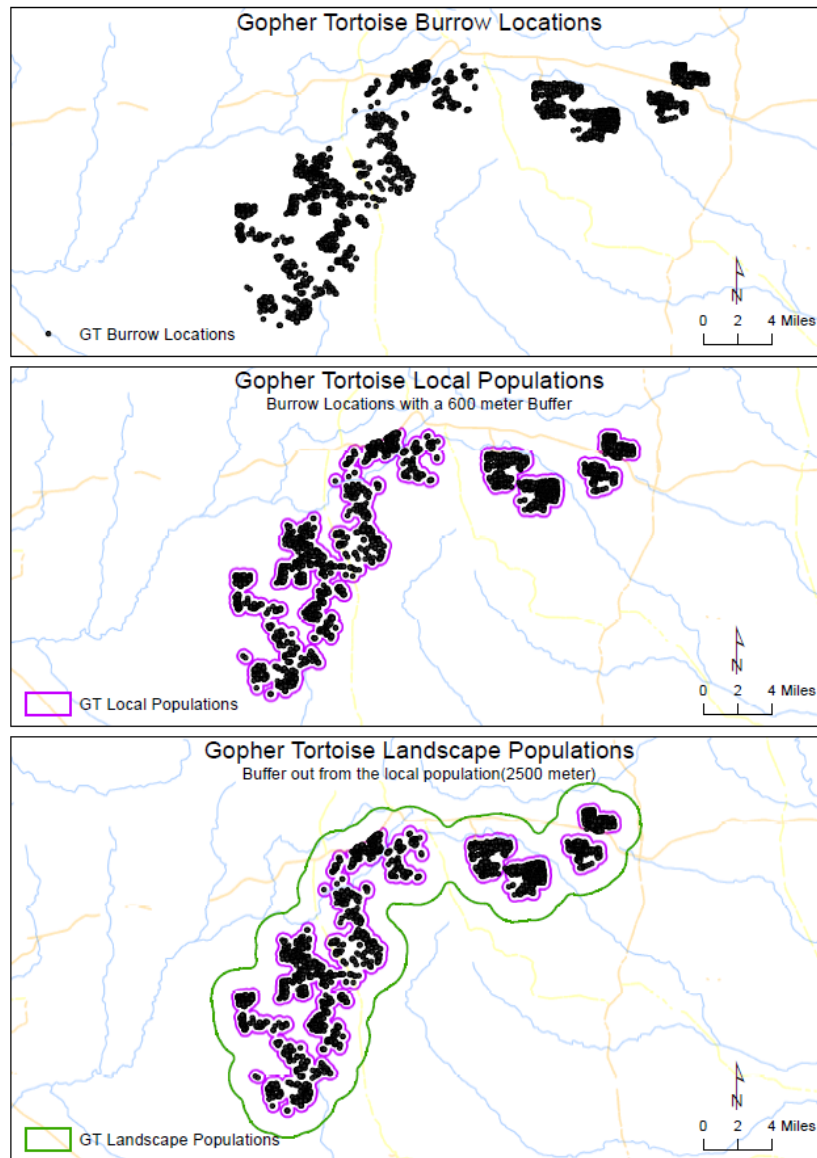 Gopher Tortoise Burrow Locations
N
GT Burrow Locations
0 2 4 Miles
Gopher Tortoise Local Populations
Burrow Locations with a 600 meter Buffer
N
GT Local Populations
0 2 4 Miles
Gopher Tortoise Landscape Populations
Buffer out from the local population(2500 meter)
N
GT Landscape Populations
0 2 4 Miles